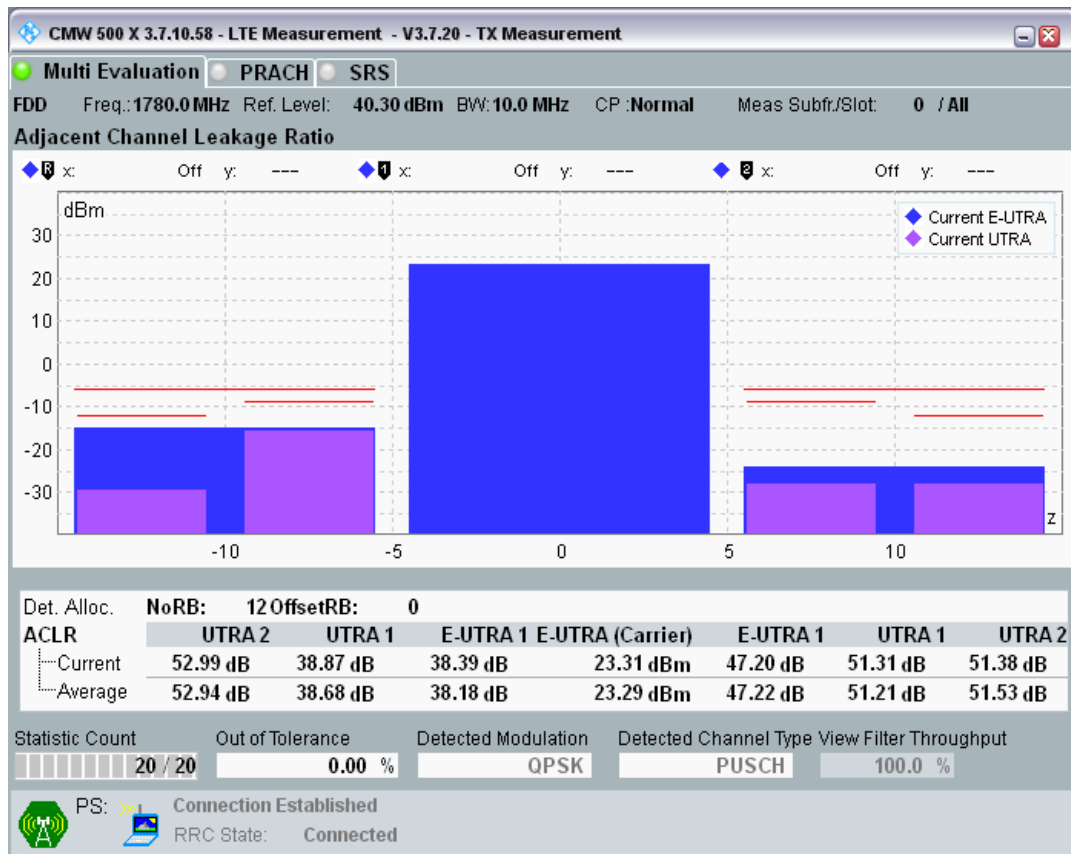 CMW 500 X 3.7.10.58 - LTE Measurement - V3.7.20 - TX Measurement
Multi Evaluation PRACH SRS
FDD Freq.:1780.0 MHz Ref. Level: 40.30 dBm BW:10.0 MHz CP :Normal Meas Subfr./Slot: 0 / All
Adjacent Channel Leakage Ratio
R x: Off y: --- 1 x: Off y: --- 2 x: Off y: ---
dBm
Current E-UTRA
Current UTRA
30
20
10
0
-10
-20
-30
z
-10 -5 0 5 10
Det. Alloc. NoRB: 12 OffsetRB: 0
ACLR UTRA 2 UTRA 1 E-UTRA 1 E-UTRA (Carrier) E-UTRA 1 UTRA 1 UTRA 2
Current 52.99 dB 38.87 dB 38.39 dB 23.31 dBm 47.20 dB 51.31 dB 51.38 dB
Average 52.94 dB 38.68 dB 38.18 dB 23.29 dBm 47.22 dB 51.21 dB 51.53 dB
Statistic Count Out of Tolerance Detected Modulation Detected Channel Type View Filter Throughput
20 / 20 0.00 % QPSK PUSCH 100.0 %
PS: Connection Established
RRC State: Connected